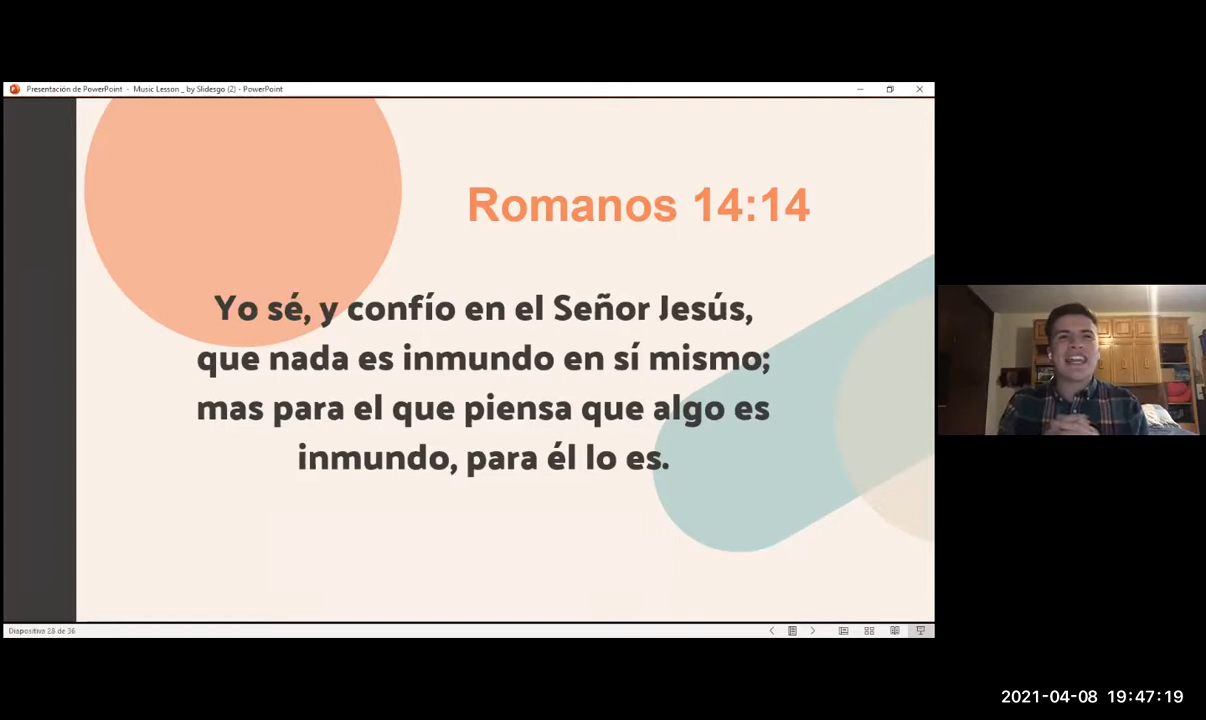 Presentación de PowerPoint - Music Lesson _ by Slidesgo (2) - PowerPoint
Romanos 14:14
Yo sé, y confío en el Señor Jesús,
que nada es inmundo en sí mismo;
mas para el que piensa que algo es
inmundo, para él lo es.
Diapositiva 28 de 36
2021-04-08 19:47:19